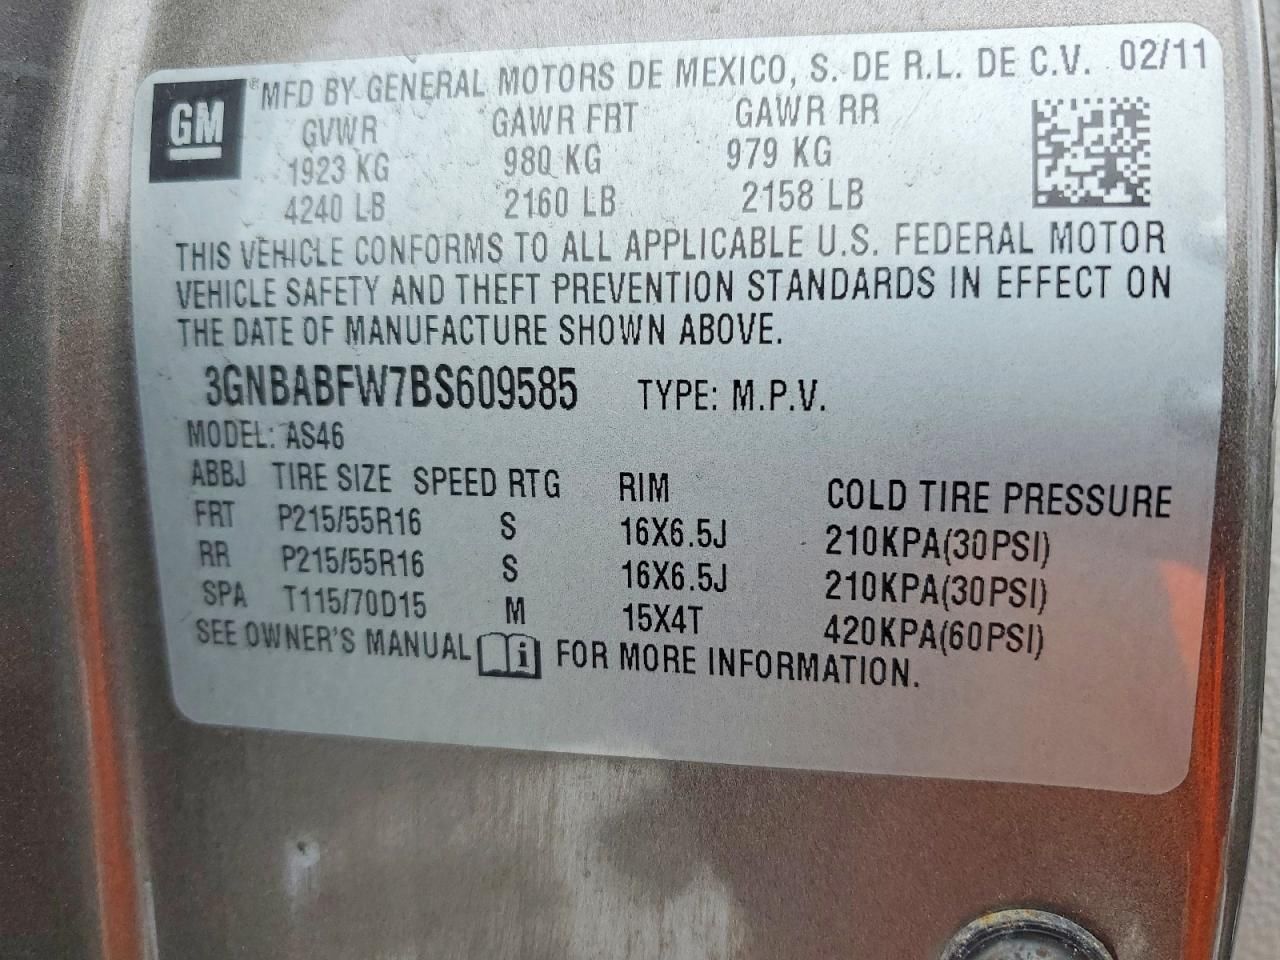 GM
® MFD BY GENERAL MOTORS DE MEXICO, S. DE R.L. DE C.V. 02/11
GVWR GAWR FRT GAWR RR
1923 KG 980 KG 979 KG
4240 LB 2160 LB 2158 LB
THIS VEHICLE CONFORMS TO ALL APPLICABLE U.S. FEDERAL MOTOR
VEHICLE SAFETY AND THEFT PREVENTION STANDARDS IN EFFECT ON
THE DATE OF MANUFACTURE SHOWN ABOVE.
3GNBABFW7BS609585 TYPE: M.P.V.
MODEL: AS46
ABBJ TIRE SIZE SPEED RTG RIM COLD TIRE PRESSURE
FRT P215/55R16 S 16X6.5J 210KPA(30PSI)
RR P215/55R16 S 16X6.5J 210KPA(30PSI)
SPA T115/70D15 M 15X4T 420KPA(60PSI)
SEE OWNER'S MANUAL i FOR MORE INFORMATION.